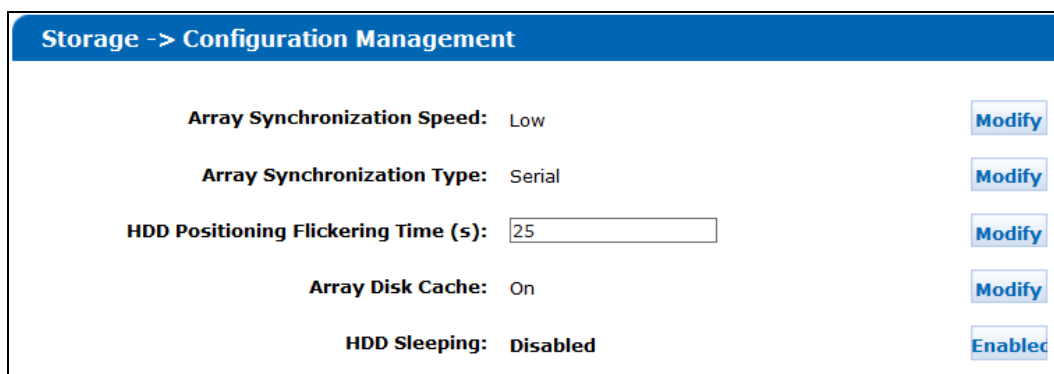 Storage -> Configuration Management
Array Synchronization Speed: Low Modify
Array Synchronization Type: Serial Modify
HDD Positioning Flickering Time (s): 25 Modify
Array Disk Cache: On Modify
HDD Sleeping: Disabled Enabled